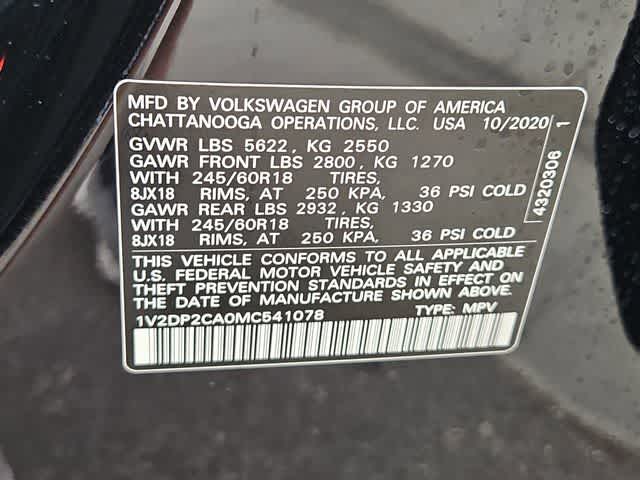 MFD BY VOLKSWAGEN GROUP OF AMERICA
CHATTANOOGA OPERATIONS, LLC. USA 10/2020
GVWR LBS 5622, KG 2550
GAWR FRONT LBS 2800, KG 1270
WITH 245/60R18 TIRES,
8JX18 RIMS, AT 250 KPA, 36 PSI COLD
GAWR REAR LBS 2932, KG 1330
WITH 245/60R18 TIRES,
8JX18 RIMS, AT 250 KPA, 36 PSI COLD
THIS VEHICLE CONFORMS TO ALL APPLICABLE
U.S. FEDERAL MOTOR VEHICLE SAFETY AND
THEFT PREVENTION STANDARDS IN EFFECT ON
THE DATE OF MANUFACTURE SHOWN ABOVE.
1V2DP2CA0MC541078 TYPE: MPV
4320306 1